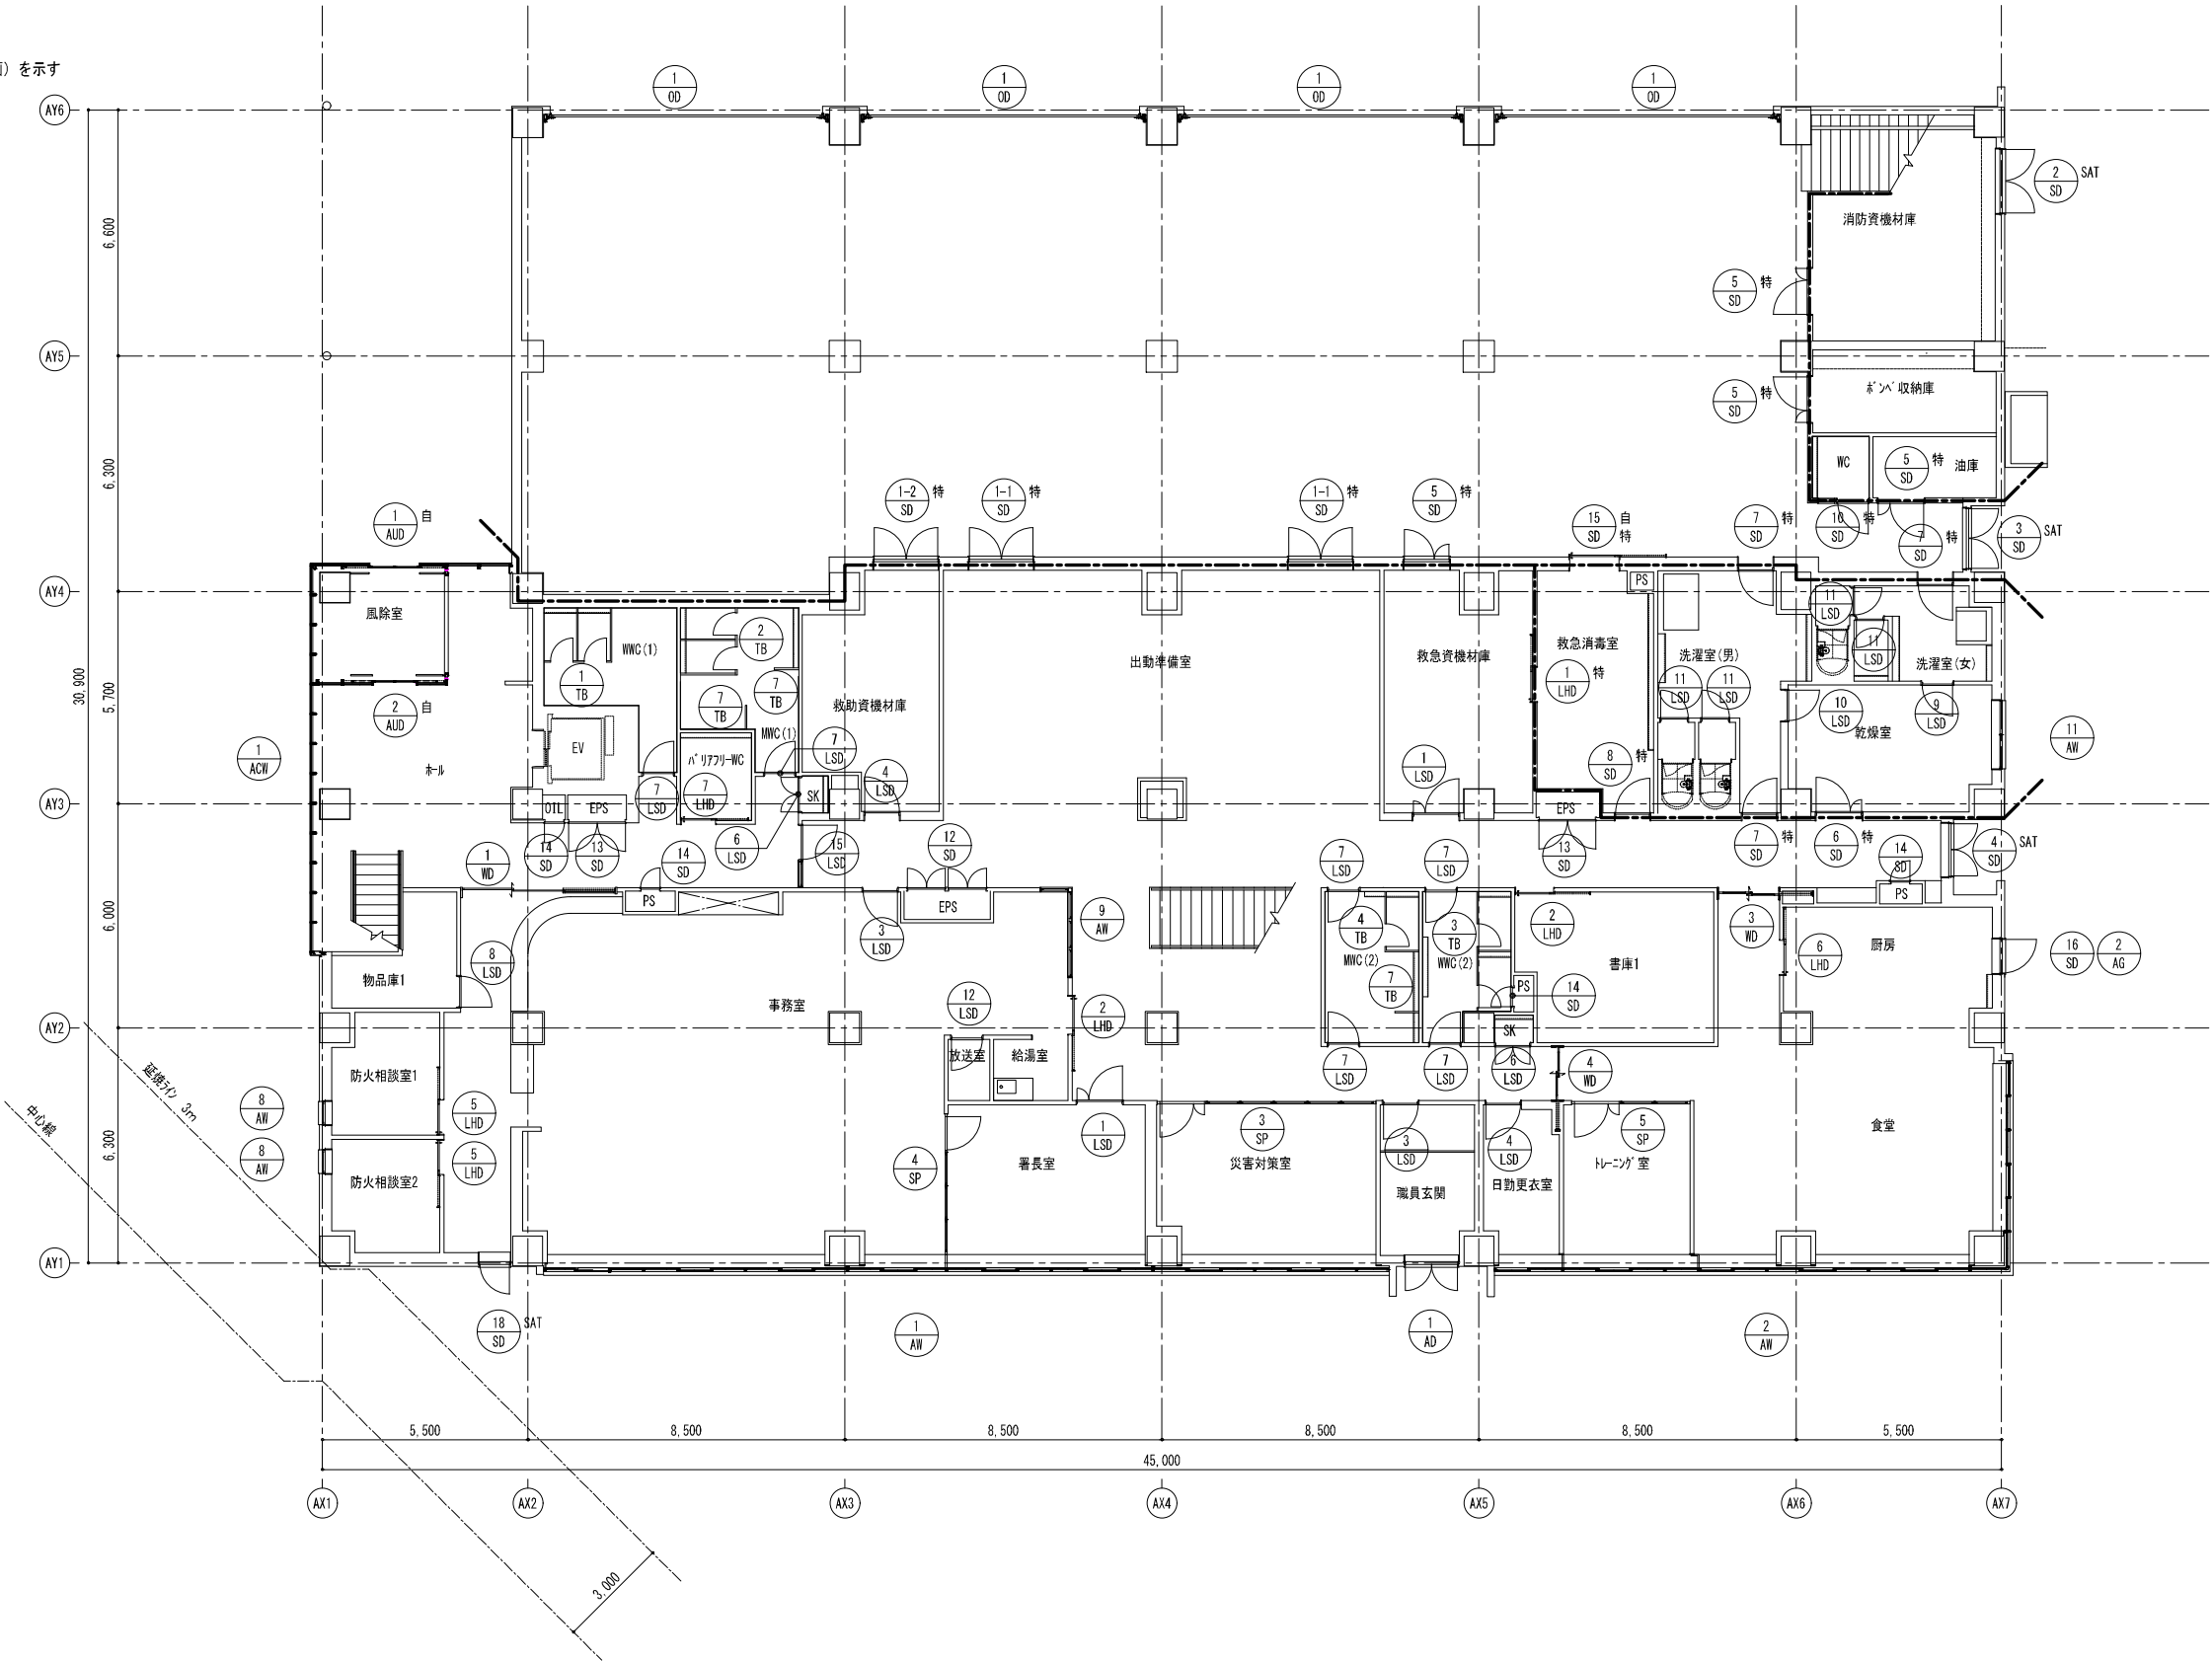 ）を示す
1
OD
1
OD
1
OD
1
OD
AY6
2
SD
SAT
消防資機材庫
6,600
5
SD
特
AY5
5
SD
特
ﾎﾞﾝﾍﾞ収納庫
6,300
WC
5
SD
特
油庫
1
AUD
自
1-2
SD
特
1-1
SD
特
1-1
SD
特
5
SD
特
15
SD
自
特
7
SD
特
10
SD
特
7
SD
特
3
SD
SAT
AY4
風除室
PS
11
LSD
2
TB
WWC(1)
出動準備室
救急資機材庫
救急消毒室
洗濯室(男)
11
LSD
洗濯室(女)
1
TB
7
TB
7
TB
1
LHD
特
11
LSD
11
LSD
30,900
5,700
2
AUD
自
救助資機材庫
10
LSD
9
LSD
MWC(1)
乾燥室
11
AW
1
ACW
EV
7
LSD
ﾎｰﾙ
ﾊﾞﾘｱﾌﾘｰWC
1
LSD
8
SD
特
4
LSD
7
LSD
7
LHD
SK
AY3
OIL
EPS
EPS
14
SD
13
SD
14
SD
6
LSD
15
LSD
12
SD
7
LSD
7
LSD
13
SD
7
SD
特
6
SD
特
14
SD
4
SD
SAT
1
WD
PS
EPS
PS
6,000
9
AW
4
TB
3
TB
2
LHD
3
WD
3
LSD
6
LHD
厨房
16
SD
2
AG
8
LSD
物品庫1
MWC(2)
WWC(2)
書庫1
7
TB
PS
14
SD
事務室
12
LSD
2
LHD
AY2
SK
放送室
給湯室
7
LSD
7
LSD
6
LSD
4
WD
防火相談室1
延焼ﾗｲﾝ 3m
中心線
8
AW
5
LHD
1
LSD
3
SP
5
SP
食堂
6,300
8
AW
5
LHD
4
SP
署長室
災害対策室
3
LSD
4
LSD
ﾄﾚｰﾆﾝｸﾞ室
防火相談室2
職員玄関
日勤更衣室
AY1
18
SD
SAT
1
AW
1
AD
2
AW
5,500
8,500
8,500
8,500
8,500
5,500
45,000
AX1
AX2
AX3
AX4
AX5
AX6
AX7
3,000